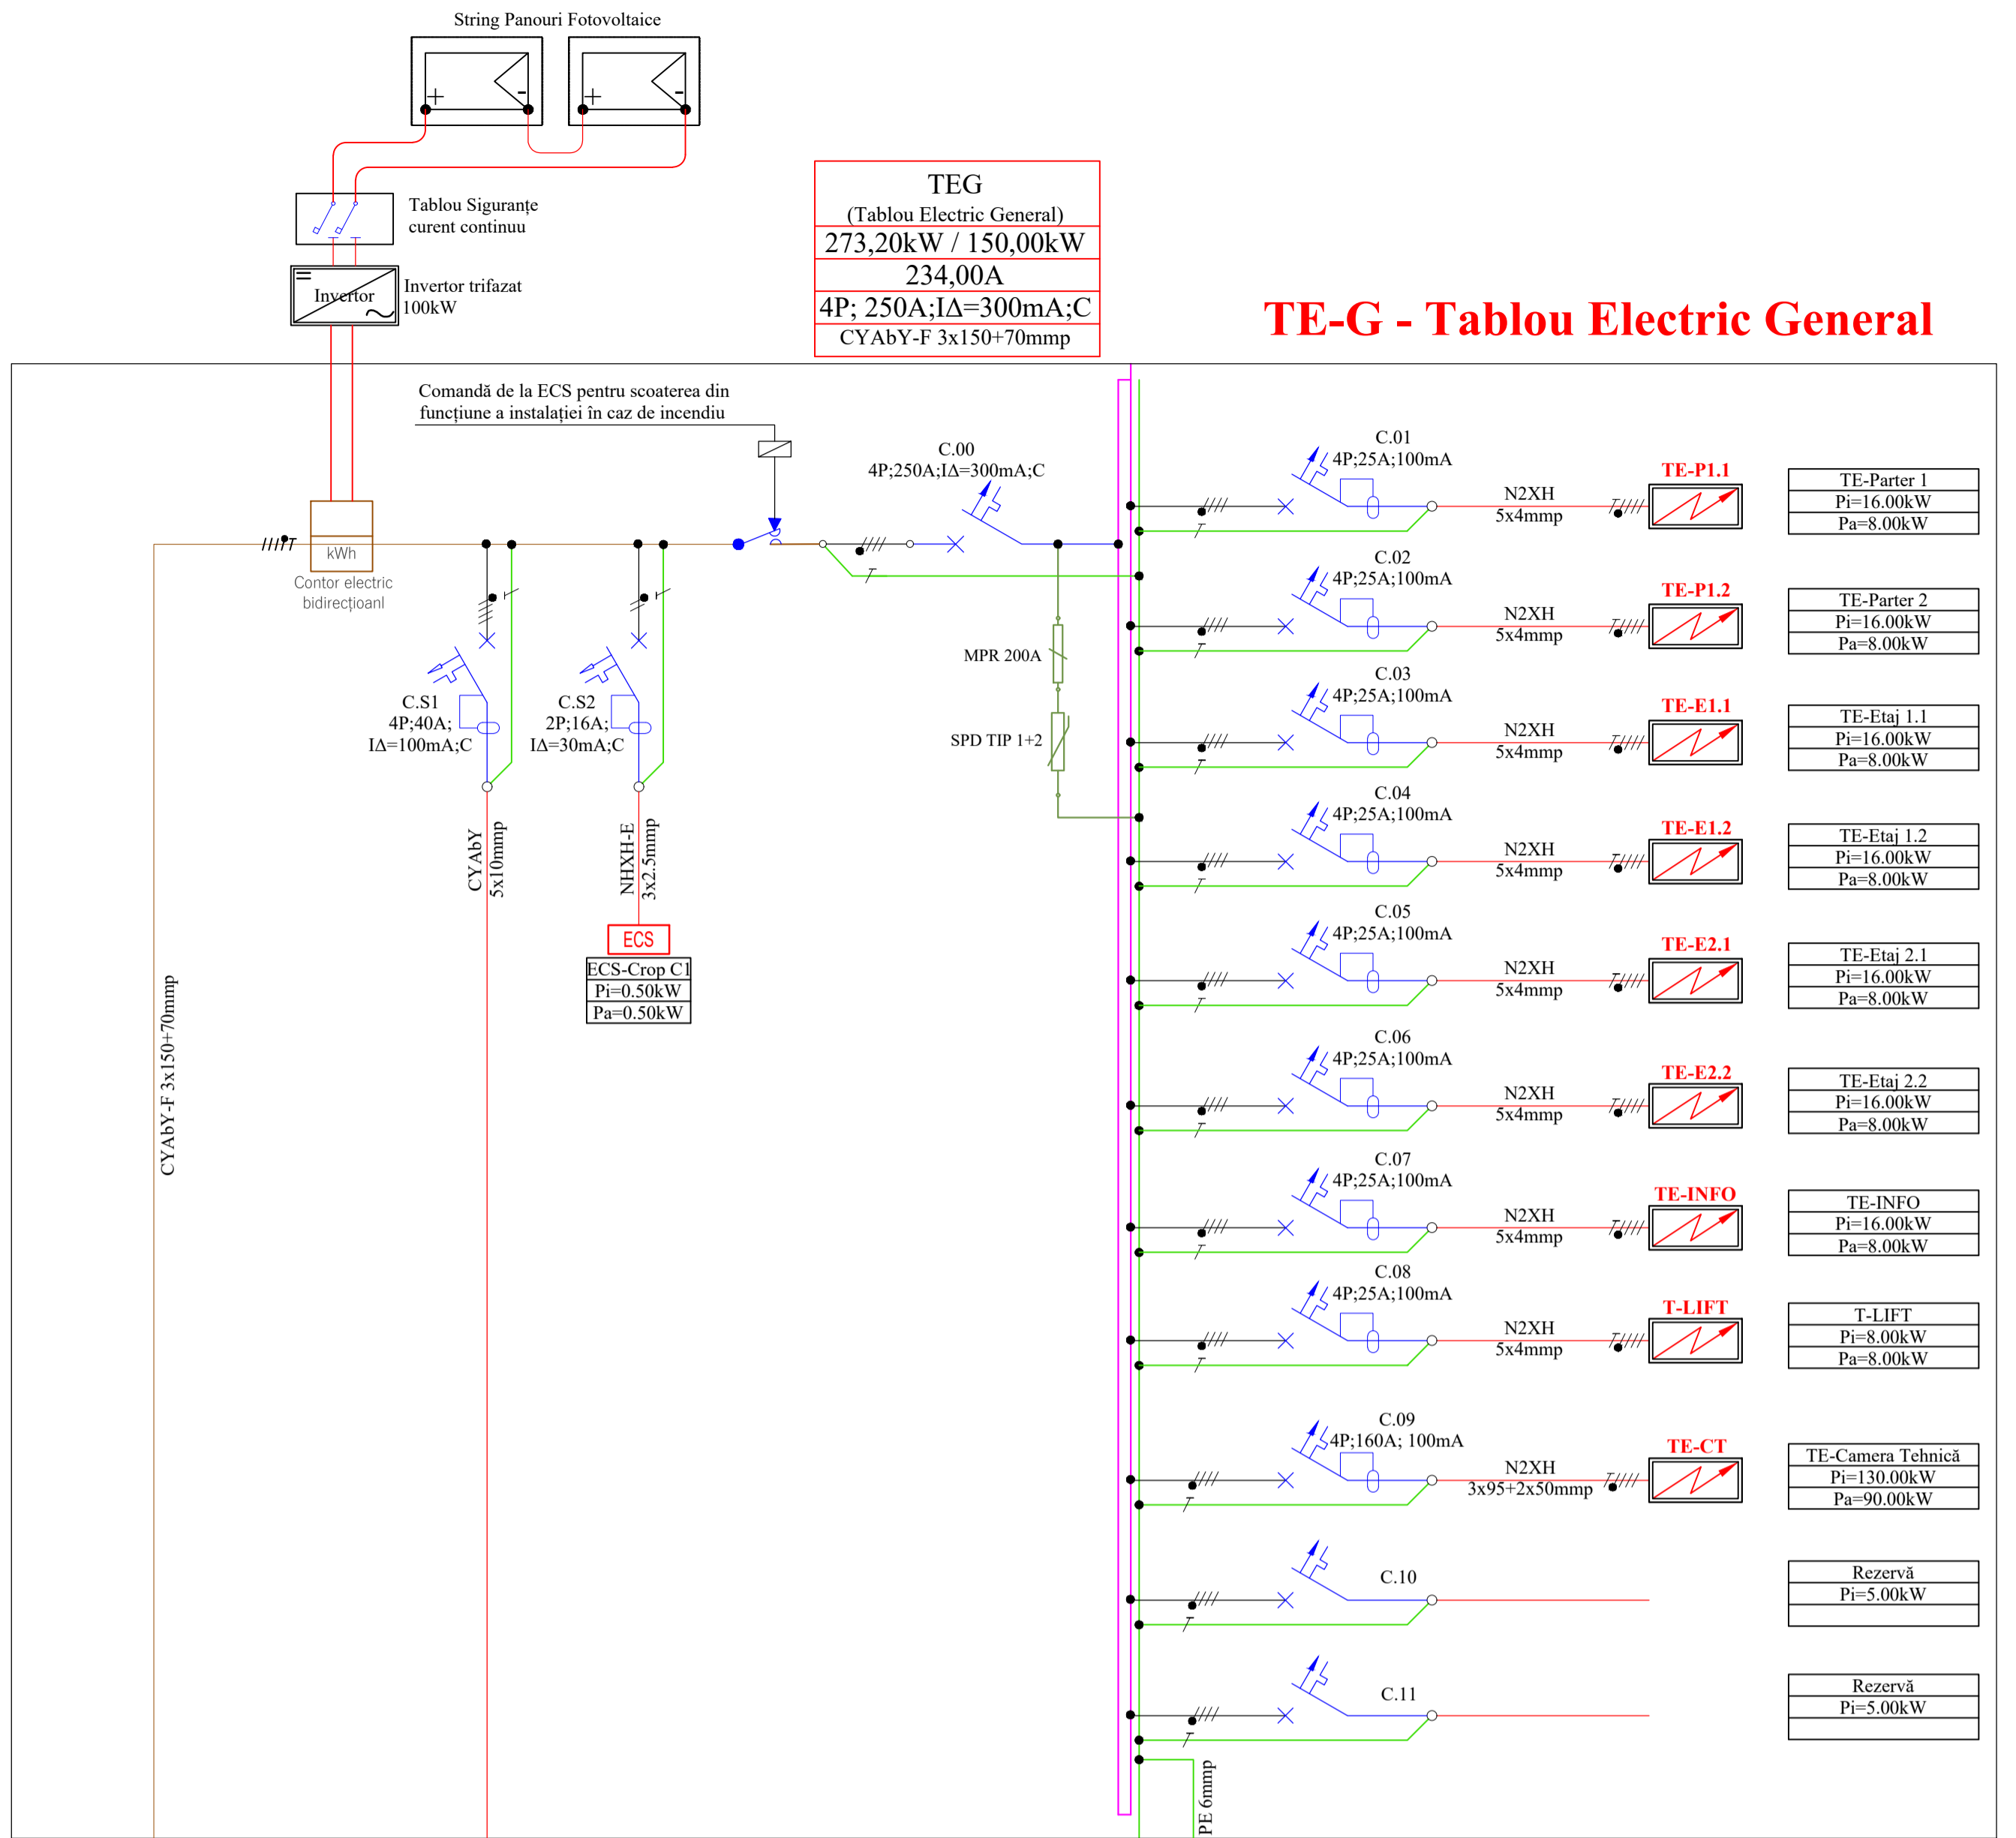 String Panouri Fotovoltaice
+
-
+
-
Tablou Siguranțe
curent continuu
Invertor
Invertor trifazat
100kW
TEG
(Tablou Electric General)
273,20kW / 150,00kW
234,00A
4P; 250A;IΔ=300mA;C
CYAbY-F 3x150+70mmp
TE-G - Tablou Electric General
Comandă de la ECS pentru scoaterea din
funcțiune a instalației în caz de incendiu
kWh
Contor electric
bidirecțioanl
C.00
4P;250A;IΔ=300mA;C
C.S1
4P;40A;
IΔ=100mA;C
C.S2
2P;16A;
IΔ=30mA;C
MPR 200A
SPD TIP 1+2
CYAbY
5x10mmp
NHXH-E
3x2.5mmp
ECS
ECS-Crop C1
Pi=0.50kW
Pa=0.50kW
CYAbY-F 3x150+70mmp
C.01
4P;25A;100mA
N2XH
5x4mmp
TE-P1.1
TE-Parter 1
Pi=16.00kW
Pa=8.00kW
C.02
4P;25A;100mA
N2XH
5x4mmp
TE-P1.2
TE-Parter 2
Pi=16.00kW
Pa=8.00kW
C.03
4P;25A;100mA
N2XH
5x4mmp
TE-E1.1
TE-Etaj 1.1
Pi=16.00kW
Pa=8.00kW
C.04
4P;25A;100mA
N2XH
5x4mmp
TE-E1.2
TE-Etaj 1.2
Pi=16.00kW
Pa=8.00kW
C.05
4P;25A;100mA
N2XH
5x4mmp
TE-E2.1
TE-Etaj 2.1
Pi=16.00kW
Pa=8.00kW
C.06
4P;25A;100mA
N2XH
5x4mmp
TE-E2.2
TE-Etaj 2.2
Pi=16.00kW
Pa=8.00kW
C.07
4P;25A;100mA
N2XH
5x4mmp
TE-INFO
TE-INFO
Pi=16.00kW
Pa=8.00kW
C.08
4P;25A;100mA
N2XH
5x4mmp
T-LIFT
T-LIFT
Pi=8.00kW
Pa=8.00kW
C.09
4P;160A; 100mA
N2XH
3x95+2x50mmp
TE-CT
TE-Camera Tehnică
Pi=130.00kW
Pa=90.00kW
C.10
Rezervă
Pi=5.00kW
C.11
Rezervă
Pi=5.00kW
PE 6mmp